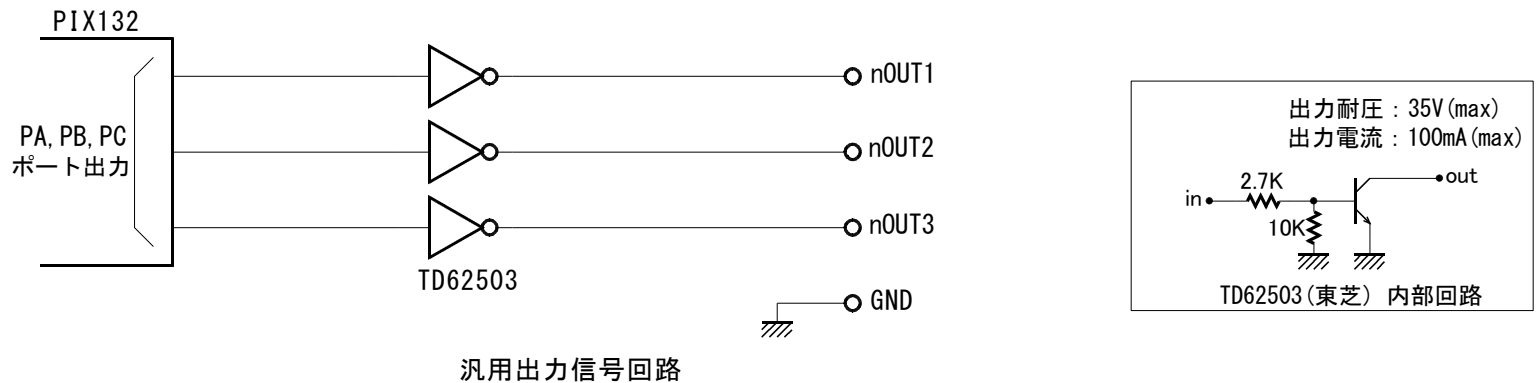 PIX132
PA, PB, PC
ポート出力
nOUT1
nOUT2
nOUT3
TD62503
GND
汎用出力信号回路
出力耐圧：35V(max)
出力電流：100mA(max)
in
2.7K
10K
out
TD62503(東芝) 内部回路